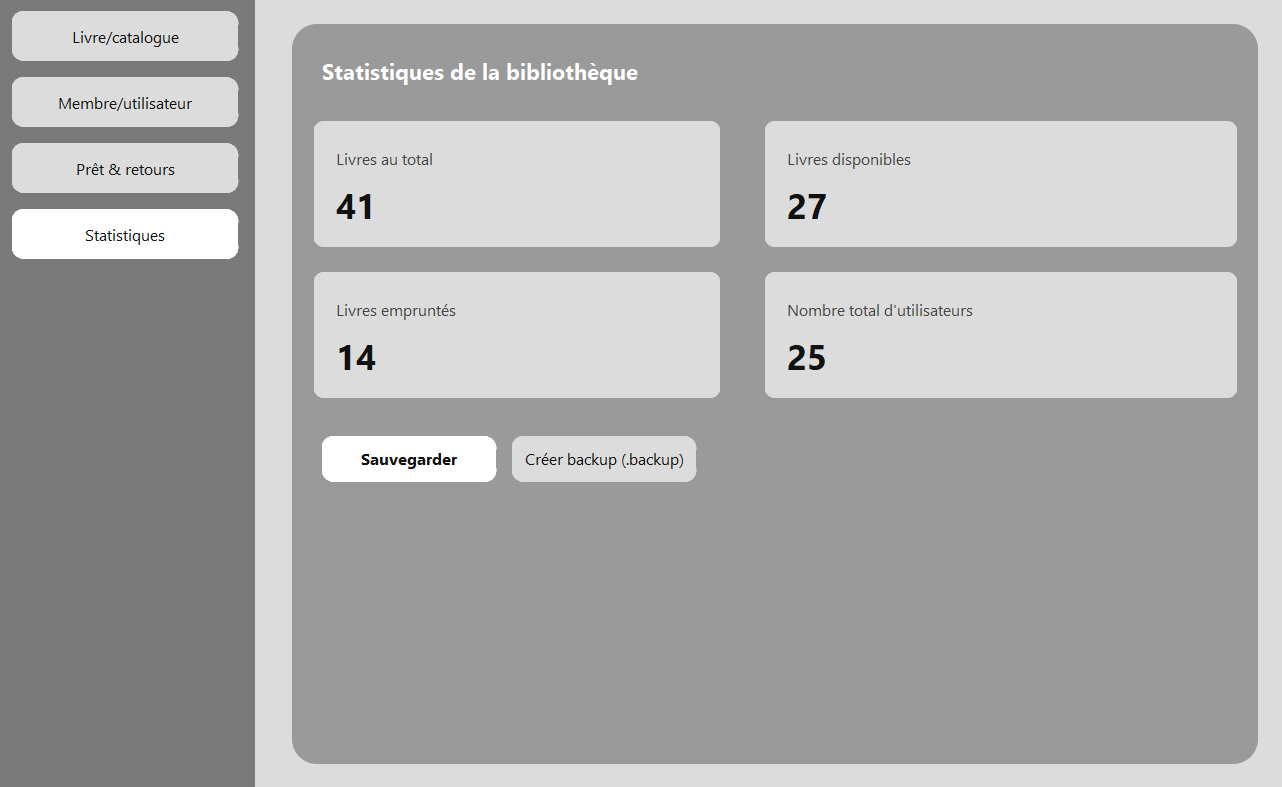 Livre/catalogue
Membre/utilisateur
Prêt & retours
Statistiques
Statistiques de la bibliothèque
Livres au total
41
Livres disponibles
27
Livres empruntés
14
Nombre total d'utilisateurs
25
Sauvegarder
Créer backup (.backup)